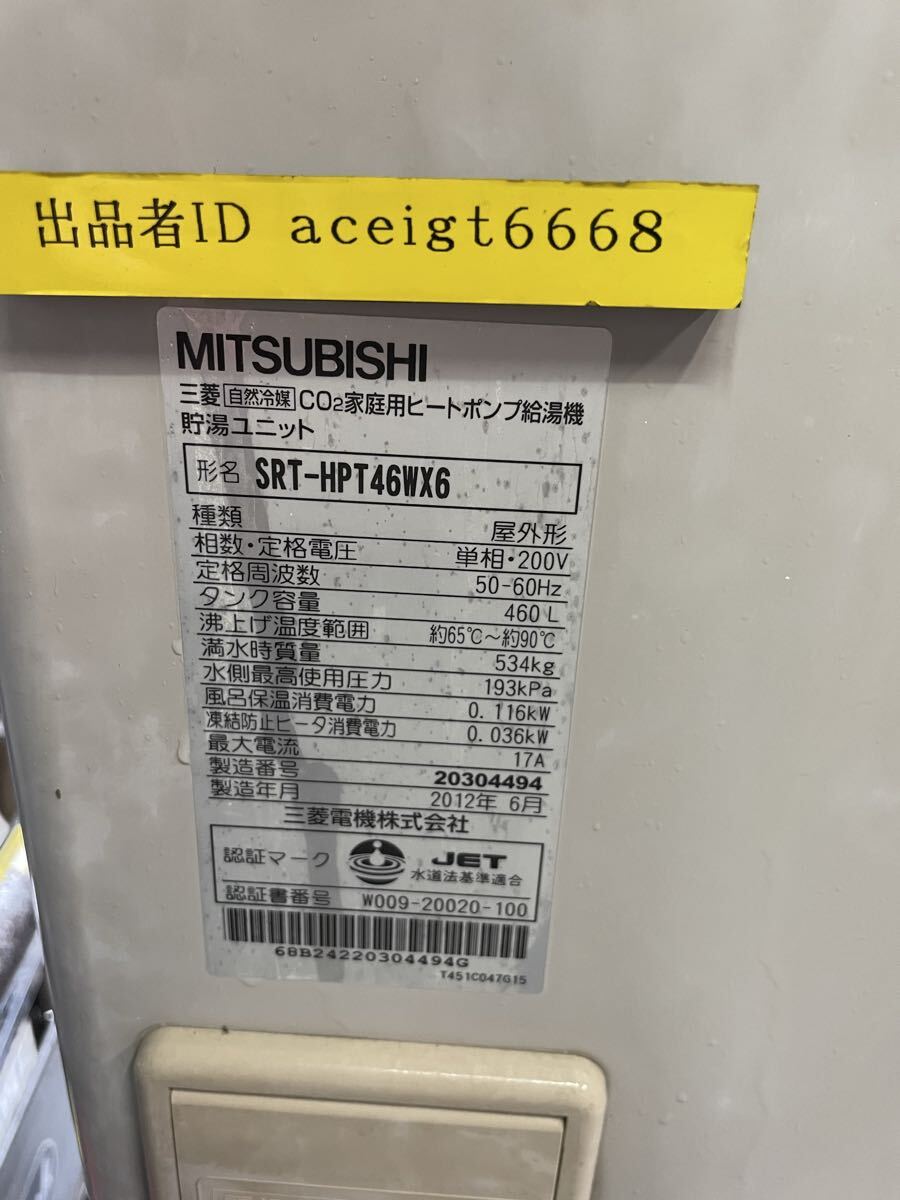 出品者ID aceigt6668
MITSUBISHI
三菱 自然冷媒 CO2家庭用ヒートポンプ給湯機
貯湯ユニット
形名 SRT-HPT46WX6
種類 屋外形
相数・定格電圧 単相・200V
定格周波数 50-60Hz
タンク容量 460L
沸上げ温度範囲 約65℃～約90℃
満水時質量 534kg
水側最高使用圧力 193kPa
風呂保温消費電力 0.116kW
凍結防止ヒータ消費電力 0.036kW
最大電流 17A
製造番号 20304494
製造年月 2012年 6月
三菱電機株式会社
認証マーク JET
水道法基準適合
認証書番号 W009-20020-100
68B24220304494G
T451C047G15